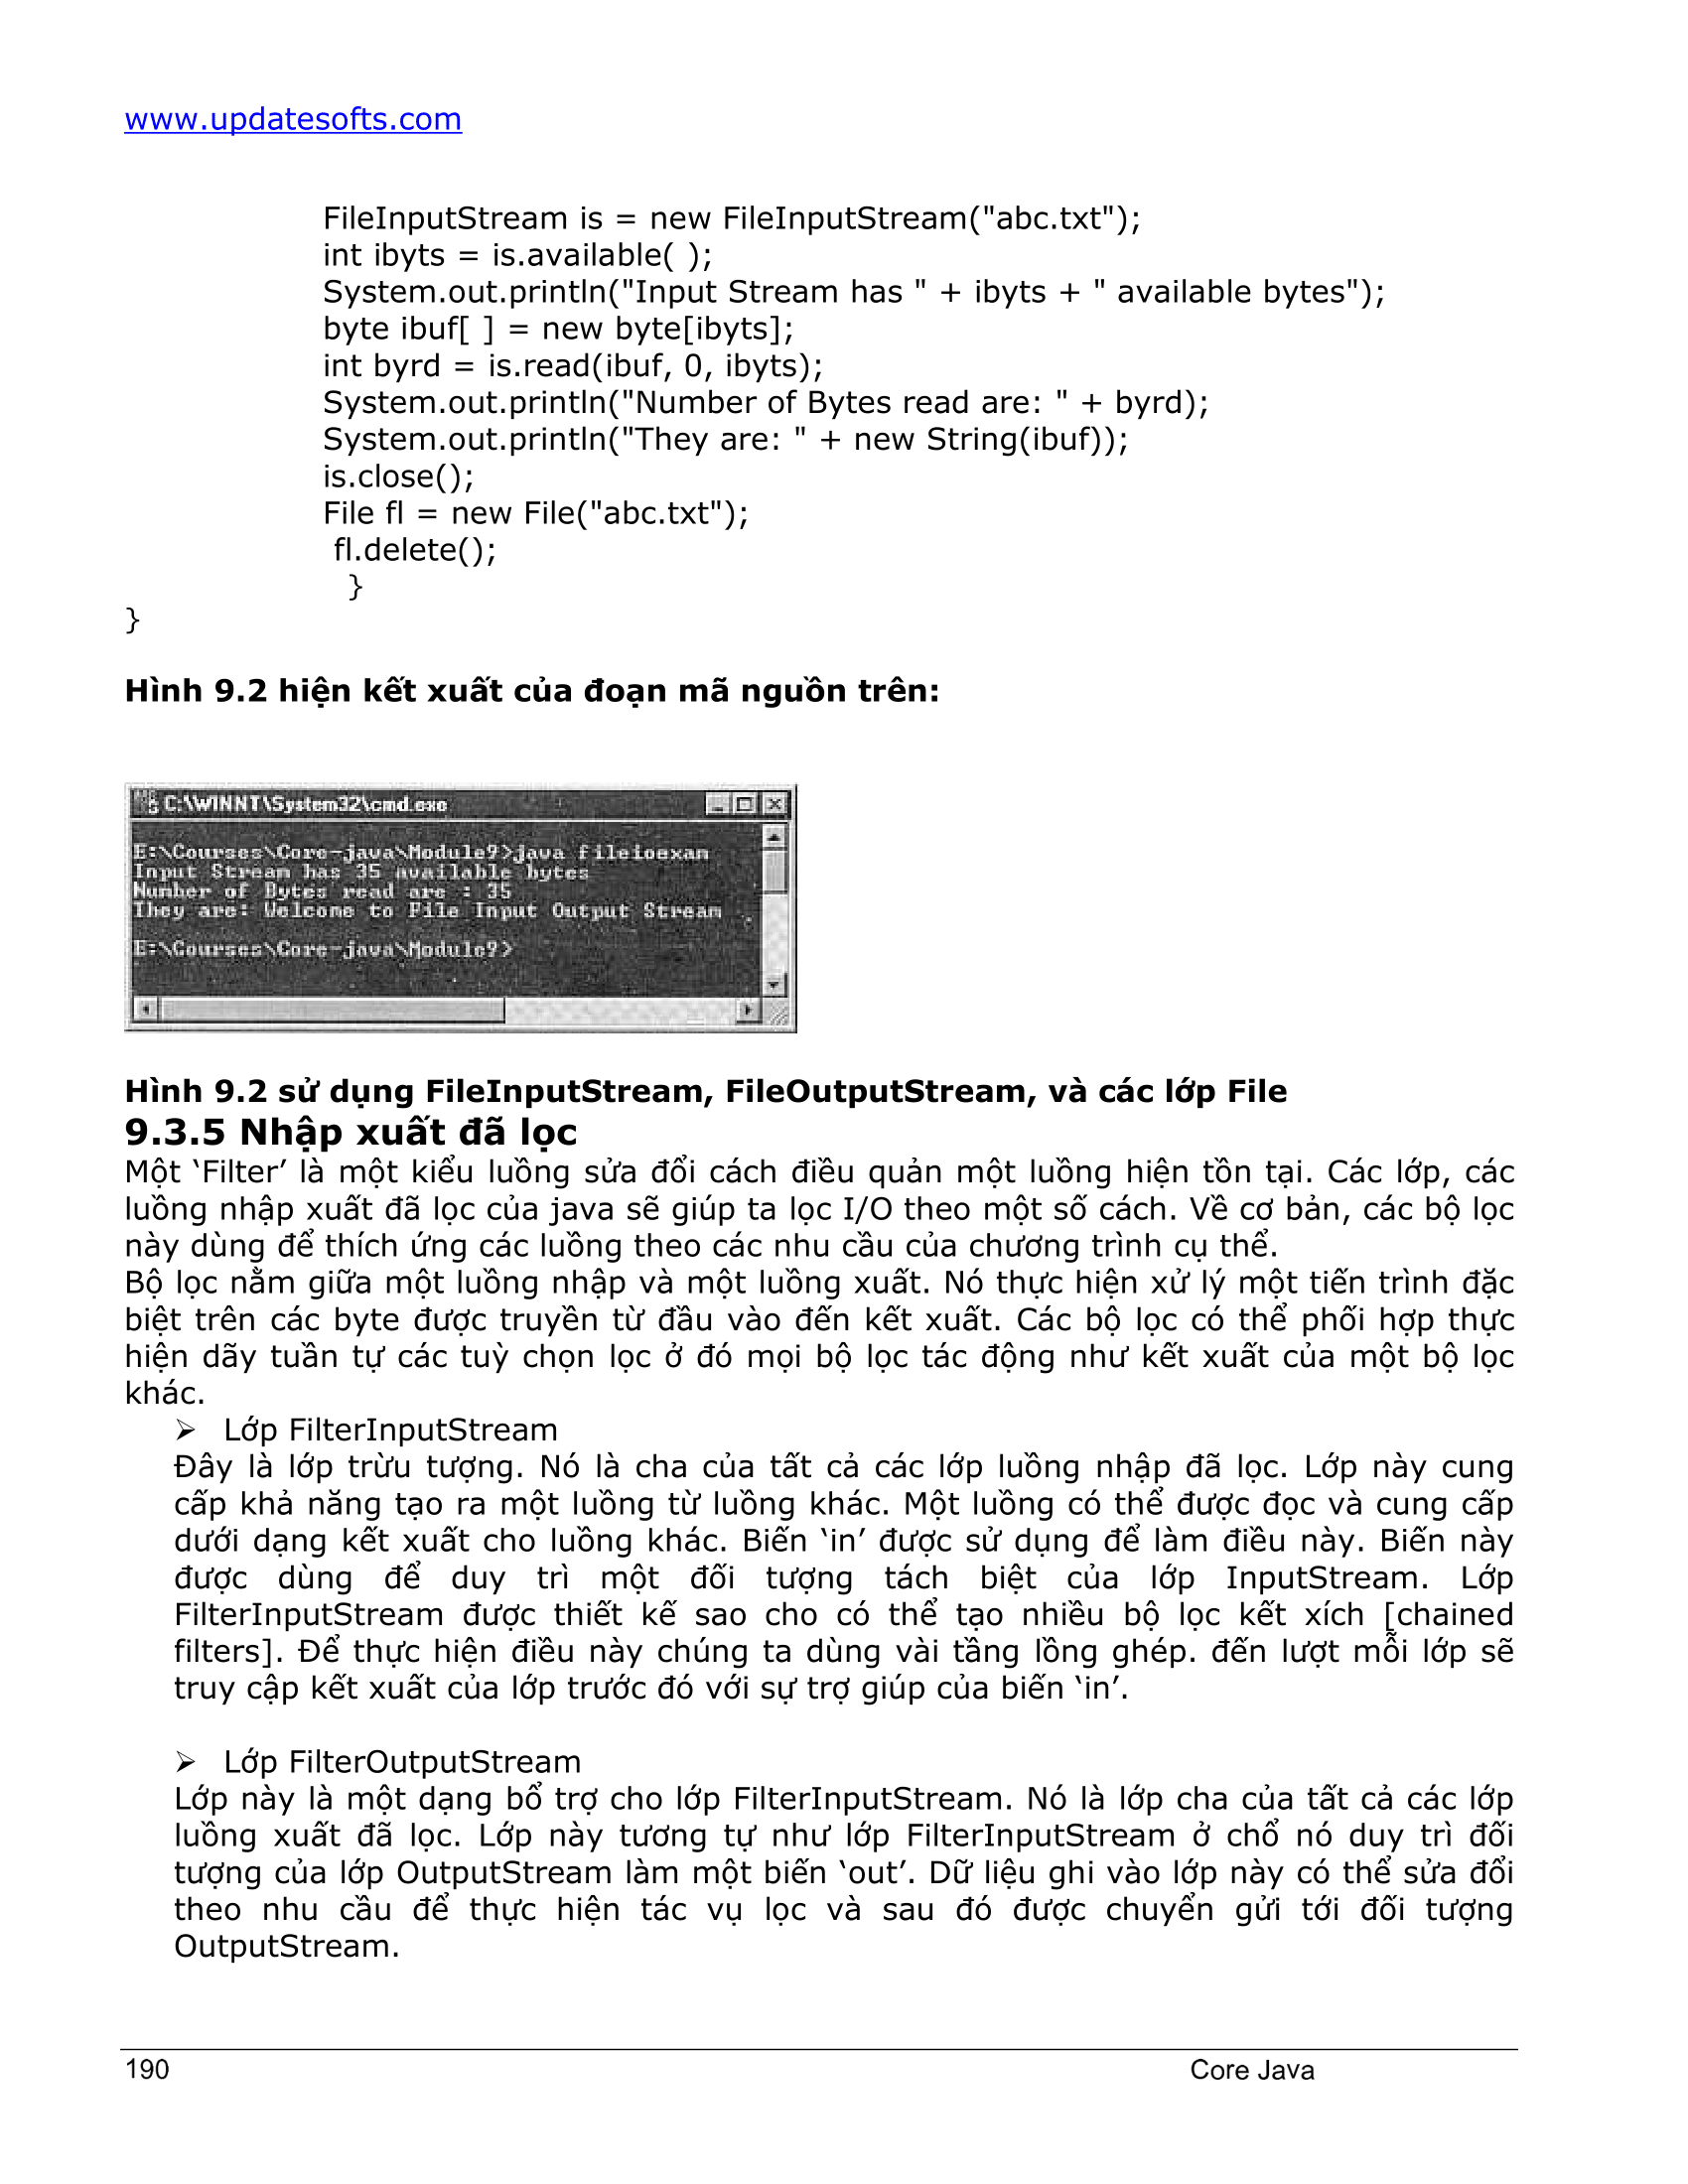 www.updatesofts.com
FileInputStream is = new FileInputStream("abc.txt");
int ibyts = is.available( );
System.out.println("Input Stream has " + ibyts + " available bytes");
byte ibuf[ ] = new byte[ibyts];
int byrd = is.read(ibuf, 0, ibyts);
System.out.println("Number of Bytes read are: " + byrd);
System.out.println("They are: " + new String(ibuf));
is.close();
File fl = new File("abc.txt");
fl.delete();
}
}
Hình 9.2 hiện kết xuất của đoạn mã nguồn trên:
C:\WINNT\System32\cmd.exe
E:\Courses\Core-java\Module9>java fileioexam
Input Stream has 35 available bytes
Number of Bytes read are : 35
They are: Welcome to File Input Output Stream
E:\Courses\Core-java\Module9>
Hình 9.2 sử dụng FileInputStream, FileOutputStream, và các lớp File
9.3.5 Nhập xuất đã lọc
Một ‘Filter’ là một kiểu luồng sửa đổi cách điều quản một luồng hiện tồn tại. Các lớp, các
luồng nhập xuất đã lọc của java sẽ giúp ta lọc I/O theo một số cách. Về cơ bản, các bộ lọc
này dùng để thích ứng các luồng theo các nhu cầu của chương trình cụ thể.
Bộ lọc nằm giữa một luồng nhập và một luồng xuất. Nó thực hiện xử lý một tiến trình đặc
biệt trên các byte được truyền từ đầu vào đến kết xuất. Các bộ lọc có thể phối hợp thực
hiện dãy tuần tự các tuỳ chọn lọc ở đó mọi bộ lọc tác động như kết xuất của một bộ lọc
khác.
➢ Lớp FilterInputStream
Đây là lớp trừu tượng. Nó là cha của tất cả các lớp luồng nhập đã lọc. Lớp này cung
cấp khả năng tạo ra một luồng từ luồng khác. Một luồng có thể được đọc và cung cấp
dưới dạng kết xuất cho luồng khác. Biến ‘in’ được sử dụng để làm điều này. Biến này
được dùng để duy trì một đối tượng tách biệt của lớp InputStream. Lớp
FilterInputStream được thiết kế sao cho có thể tạo nhiều bộ lọc kết xích [chained
filters]. Để thực hiện điều này chúng ta dùng vài tầng lồng ghép. đến lượt mỗi lớp sẽ
truy cập kết xuất của lớp trước đó với sự trợ giúp của biến ‘in’.
➢ Lớp FilterOutputStream
Lớp này là một dạng bổ trợ cho lớp FilterInputStream. Nó là lớp cha của tất cả các lớp
luồng xuất đã lọc. Lớp này tương tự như lớp FilterInputStream ở chổ nó duy trì đối
tượng của lớp OutputStream làm một biến ‘out’. Dữ liệu ghi vào lớp này có thể sửa đổi
theo nhu cầu để thực hiện tác vụ lọc và sau đó được chuyển gửi tới đối tượng
OutputStream.
190 Core Java